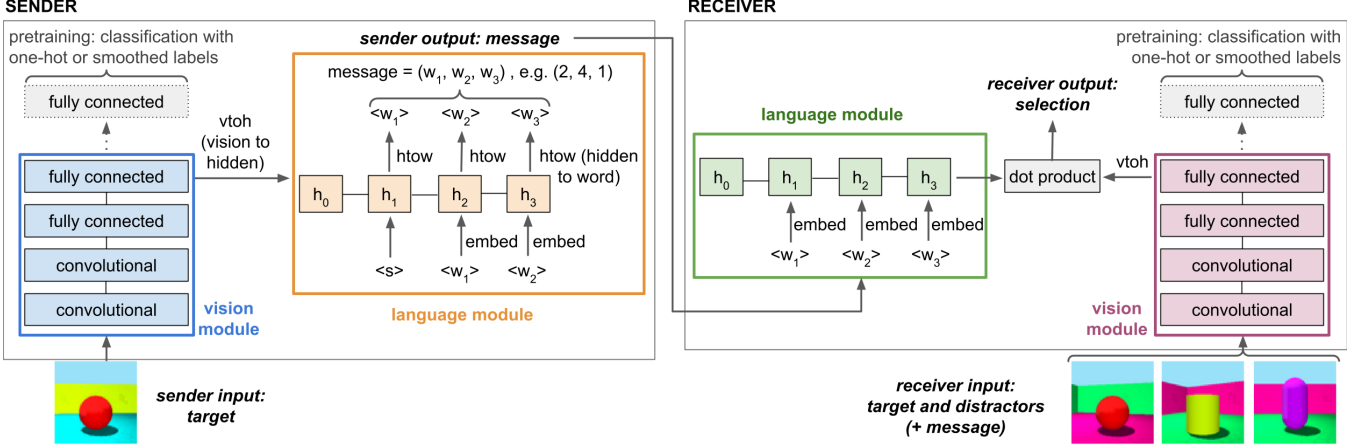 SENDER
pretraining: classification with
one-hot or smoothed labels
fully connected
vtoh
(vision to
hidden)
fully connected
fully connected
convolutional
convolutional
vision
module
sender input:
target
sender output: message
message = (w1, w2, w3) , e.g. (2, 4, 1)
<w1> <w2> <w3>
htow htow htow (hidden
to word)
h0 h1 h2 h3
embed embed
<s> <w1> <w2>
language module
RECEIVER
language module
h0 h1 h2 h3
embed embed embed
<w1> <w2> <w3>
receiver output:
selection
dot product
vtoh
pretraining: classification with
one-hot or smoothed labels
fully connected
fully connected
fully connected
convolutional
convolutional
vision
module
receiver input:
target and distractors
(+ message)